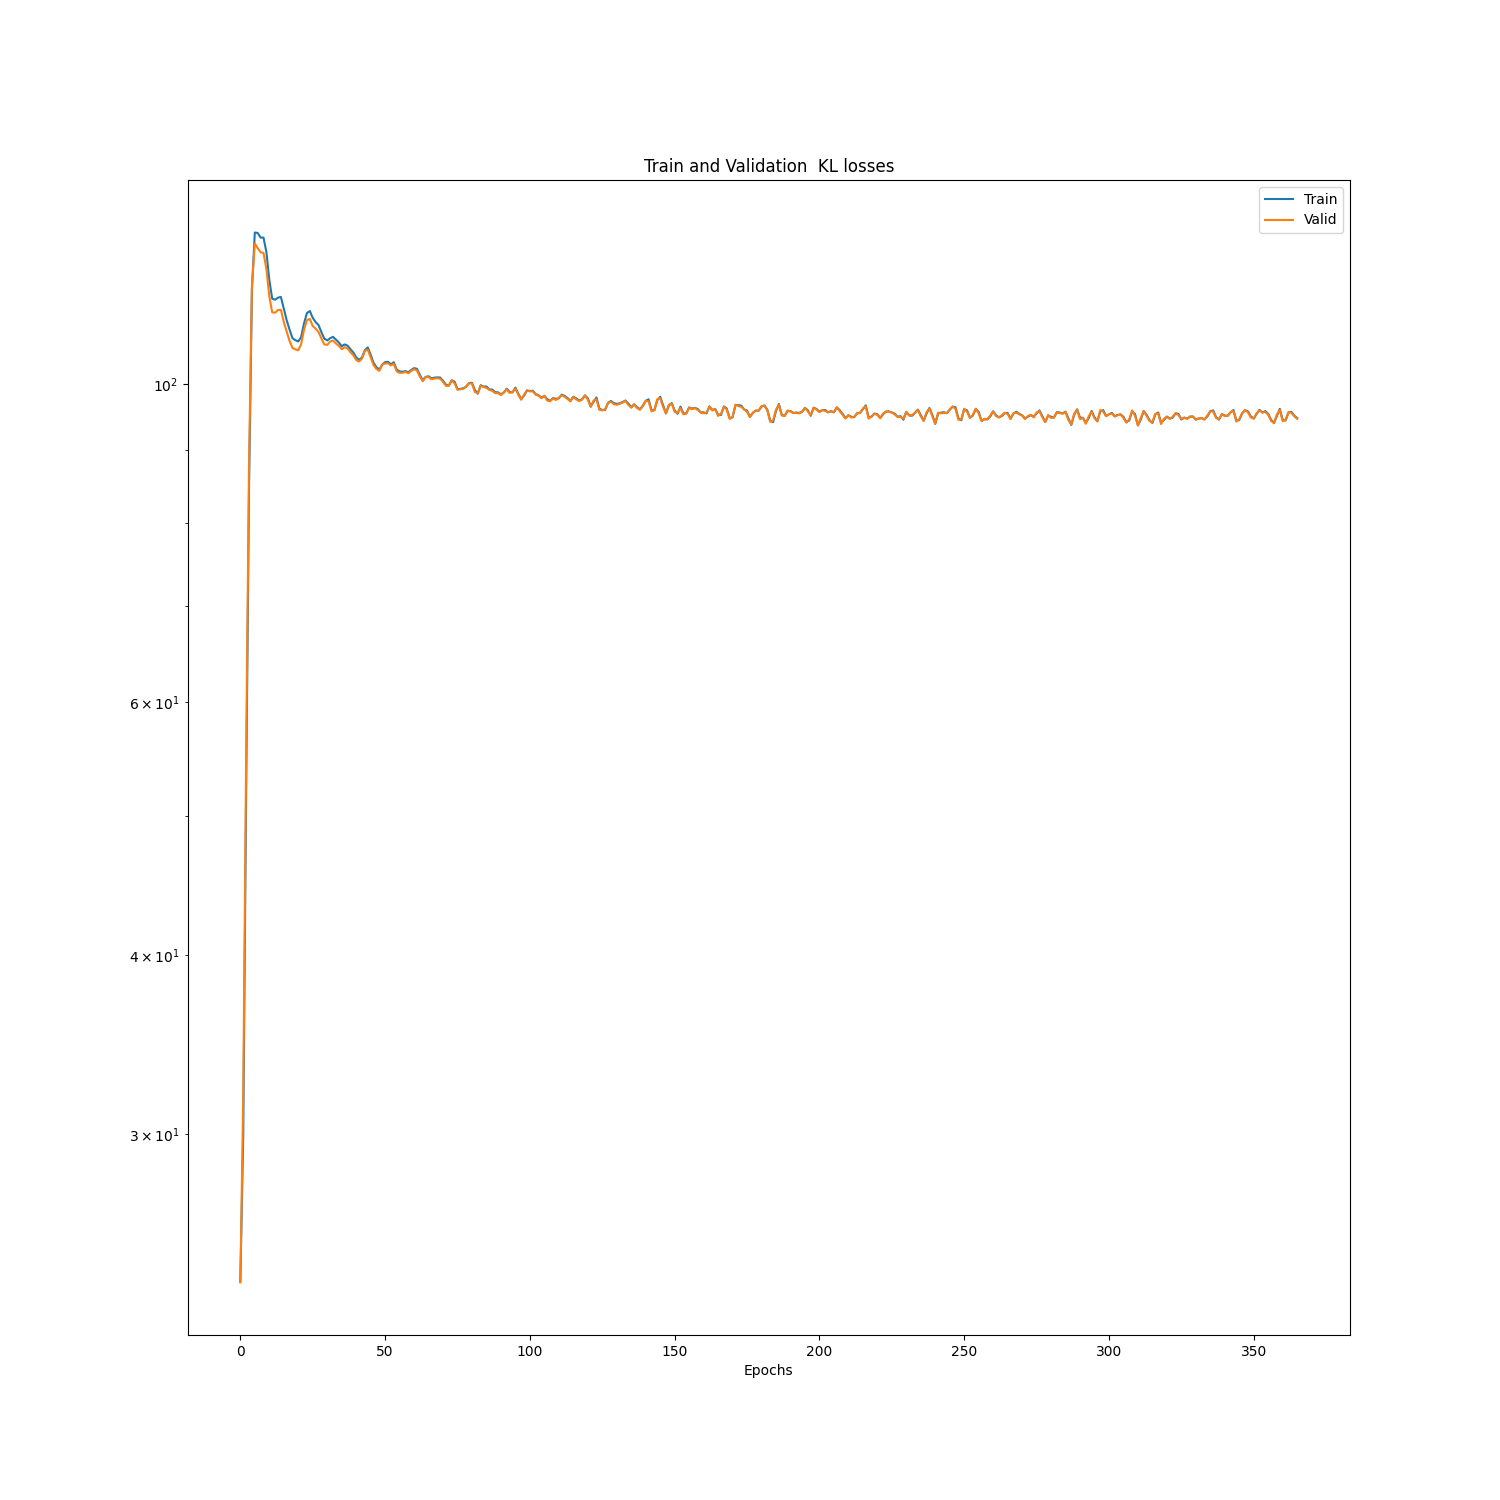 Train and Validation  KL losses
Train
Valid
10²
6 × 10¹
4 × 10¹
3 × 10¹
0 50 100 150 200 250 300 350
Epochs